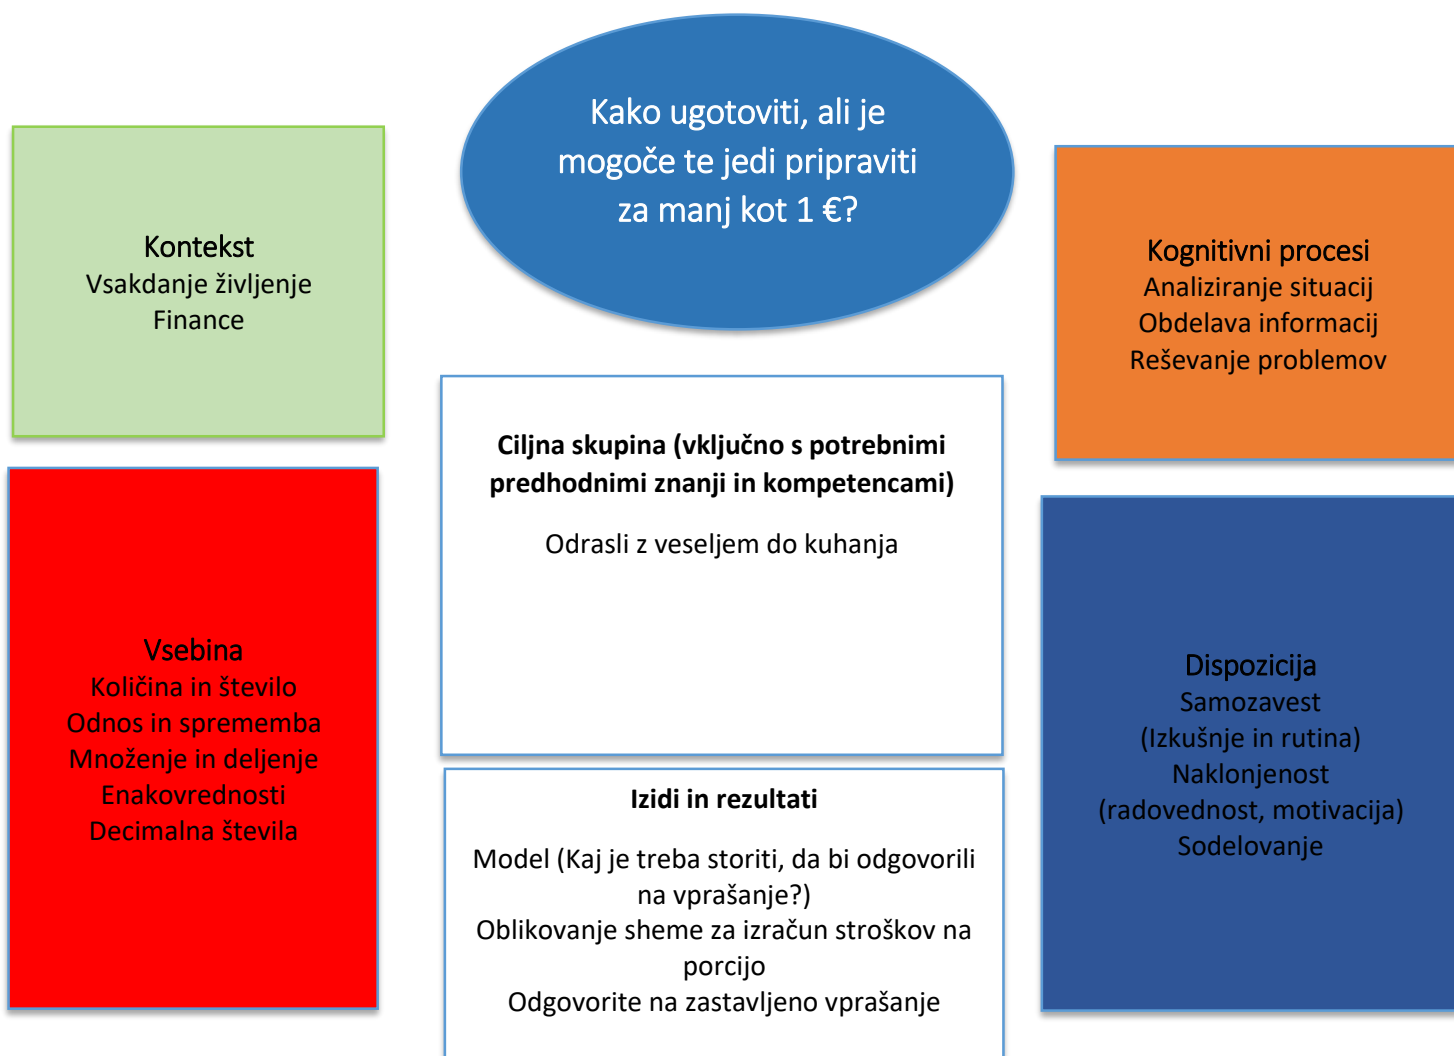 Kako ugotoviti, ali je
mogoče te jedi pripraviti
za manj kot 1 €?
Kontekst
Vsakdanje življenje
Finance
Kognitivni procesi
Analiziranje situacij
Obdelava informacij
Reševanje problemov
Ciljna skupina (vključno s potrebnimi
predhodnimi znanji in kompetencami)
Odrasli z veseljem do kuhanja
Vsebina
Količina in število
Odnos in sprememba
Množenje in deljenje
Enakovrednosti
Decimalna števila
Dispozicija
Samozavest
(Izkušnje in rutina)
Naklonjenost
(radovednost, motivacija)
Sodelovanje
Izidi in rezultati
Model (Kaj je treba storiti, da bi odgovorili
na vprašanje?)
Oblikovanje sheme za izračun stroškov na
porcijo
Odgovorite na zastavljeno vprašanje